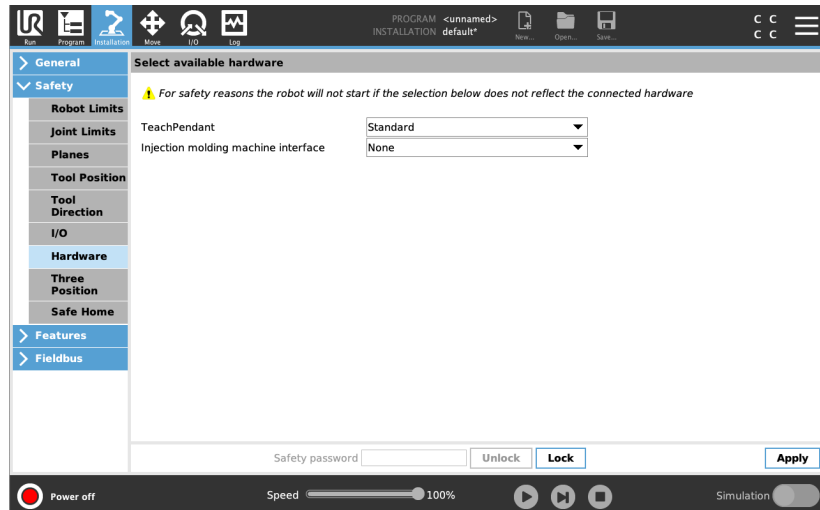 UR
PROGRAM <unnamed>
INSTALLATION default*
C C
C C
Run Program Installation Move I/O Log New... Open... Save...
General
Select available hardware
Safety
For safety reasons the robot will not start if the selection below does not reflect the connected hardware
Robot Limits
Joint Limits
Planes
Tool Position
Tool
Direction
I/O
Hardware
Three
Position
Safe Home
Features
Fieldbus
TeachPendant Standard
Injection molding machine interface None
Safety password Unlock Lock Apply
Power off Speed 100% Simulation